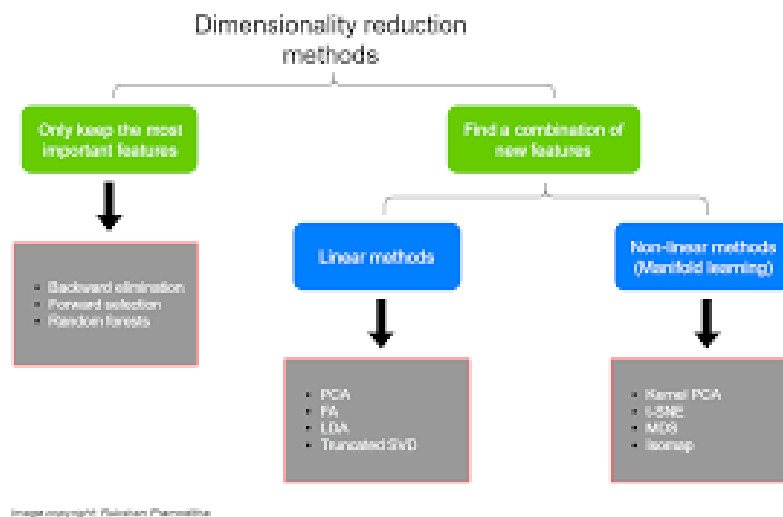 Dimensionality reduction
methods
Only keep the most
important features
Find a combination of
new features
Linear methods
Non-linear methods
(Manifold learning)
Backward elimination
Forward selection
Random forests
PCA
FA
LDA
Truncated SVD
Kernel PCA
t-SNE
MDS
Isomap
Image copyright: Rukshan Pramoditha